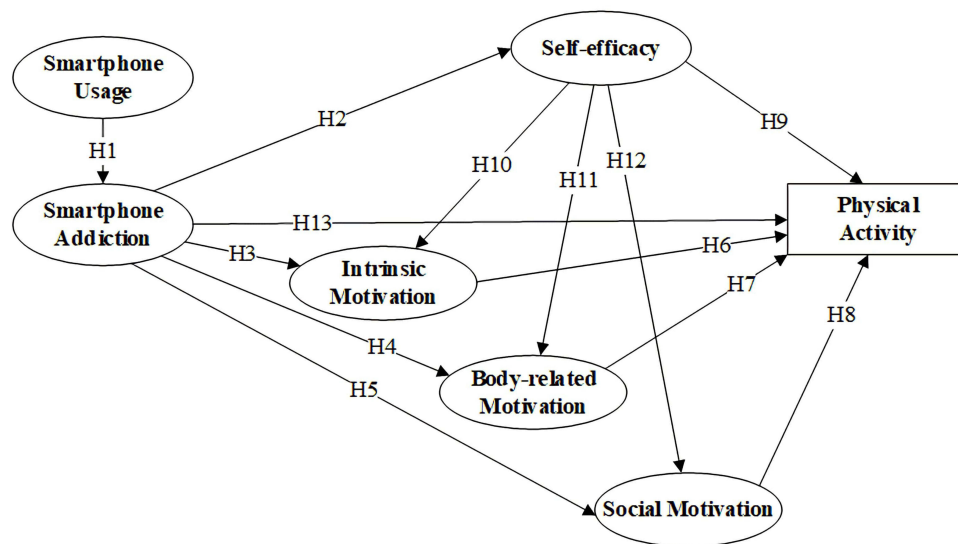 Smartphone
Usage
Self-efficacy
H1
H2
H9
H10
H11
H12
Smartphone
Addiction
H13
Physical
Activity
H3
Intrinsic
Motivation
H6
H7
H4
H5
Body-related
Motivation
H8
Social Motivation